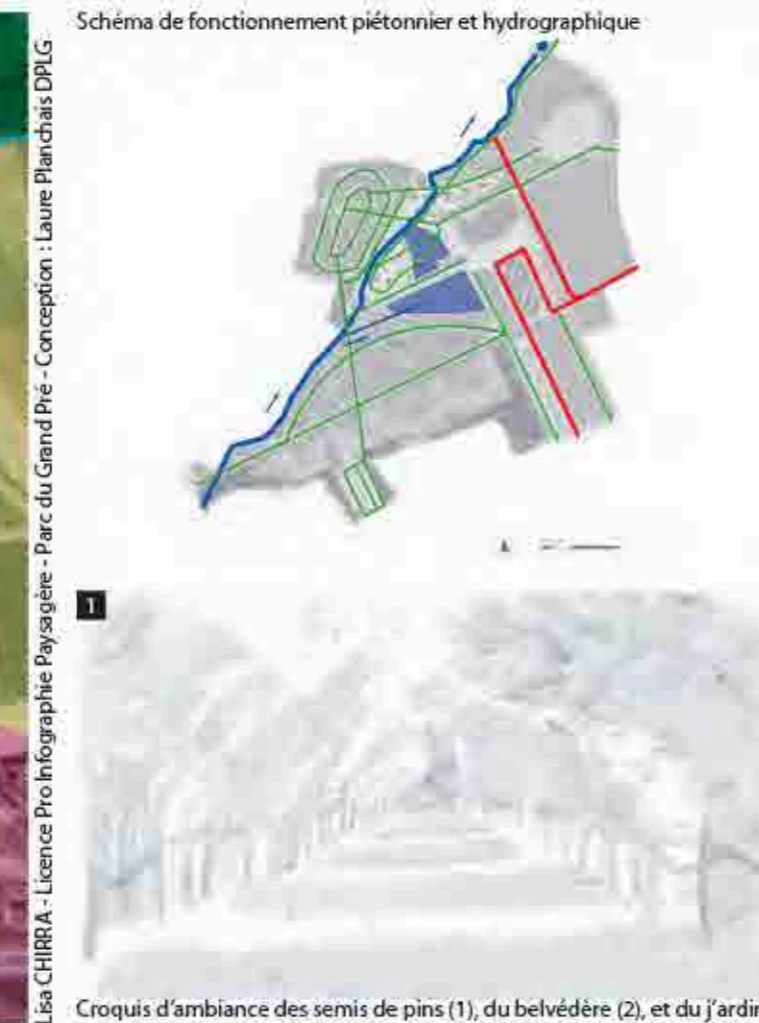 Schéma de fonctionnement piétonnier et hydrographique
Lisa CHIRRA - Licence Pro Infographie Paysagère - Parc du Grand Pré - Conception : Laure Planchais DPLG
1
Croquis d'ambiance des semis de pins (1), du belvédère (2), et du j'ardin